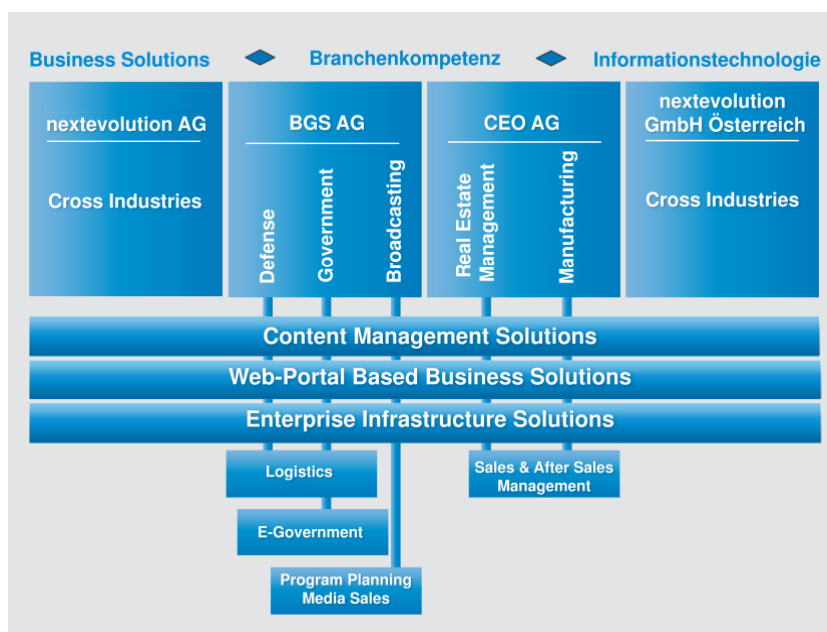 Business Solutions
Branchenkompetenz
Informationstechnologie
nextevolution AG
Cross Industries
BGS AG
Defense
Government
Broadcasting
CEO AG
Real Estate
Management
Manufacturing
nextevolution
GmbH Österreich
Cross Industries
Content Management Solutions
Web-Portal Based Business Solutions
Enterprise Infrastructure Solutions
Logistics
Sales & After Sales
Management
E-Government
Program Planning
Media Sales